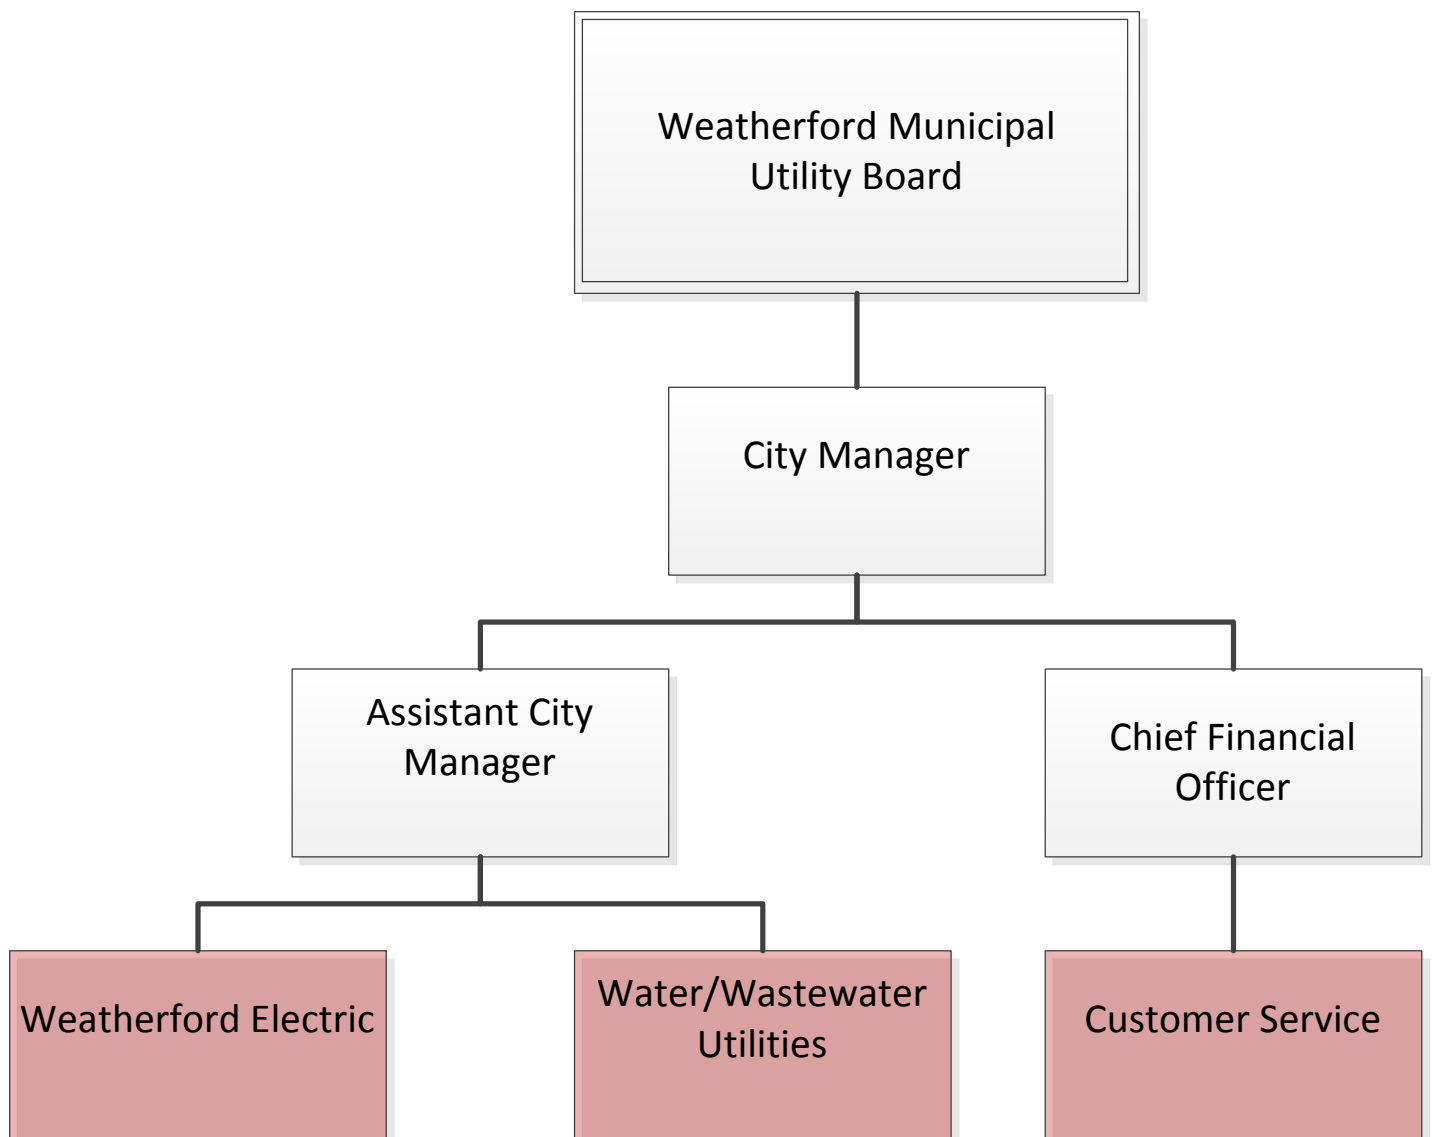 Weatherford Municipal
Utility Board
City Manager
Assistant City
Manager
Chief Financial
Officer
Weatherford Electric
Water/Wastewater
Utilities
Customer Service